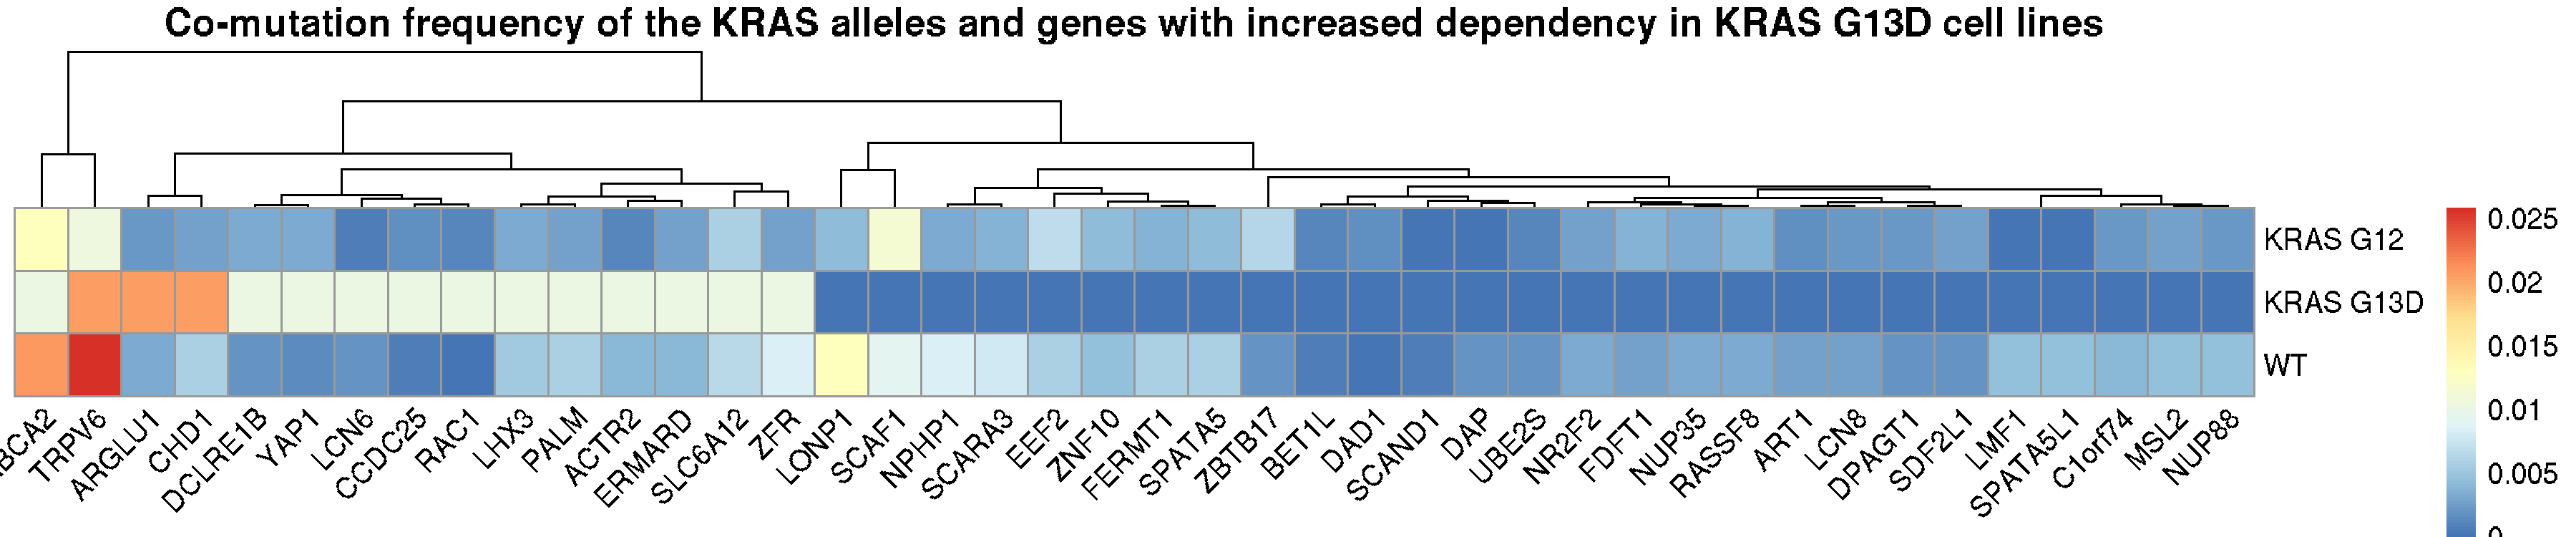 Co-mutation frequency of the KRAS alleles and genes with increased dependency in KRAS G13D cell lines
KRAS G12
KRAS G13D
WT
0.025
0.02
0.015
0.01
0.005
0
BCA2
TRPV6
ARGLU1
CHD1
DCLRE1B
YAP1
LCN6
CCDC25
RAC1
LHX3
PALM
ACTR2
ERMARD
SLC6A12
ZFR
LONP1
SCAF1
NPHP1
SCARA3
EEF2
ZNF10
FERMT1
SPATA5
ZBTB17
BET1L
DAD1
SCAND1
DAP
UBE2S
NR2F2
FDFT1
NUP35
RASSF8
ART1
LCN8
DPAGT1
SDF2L1
LMF1
SPATA5L1
C1orf74
MSL2
NUP88